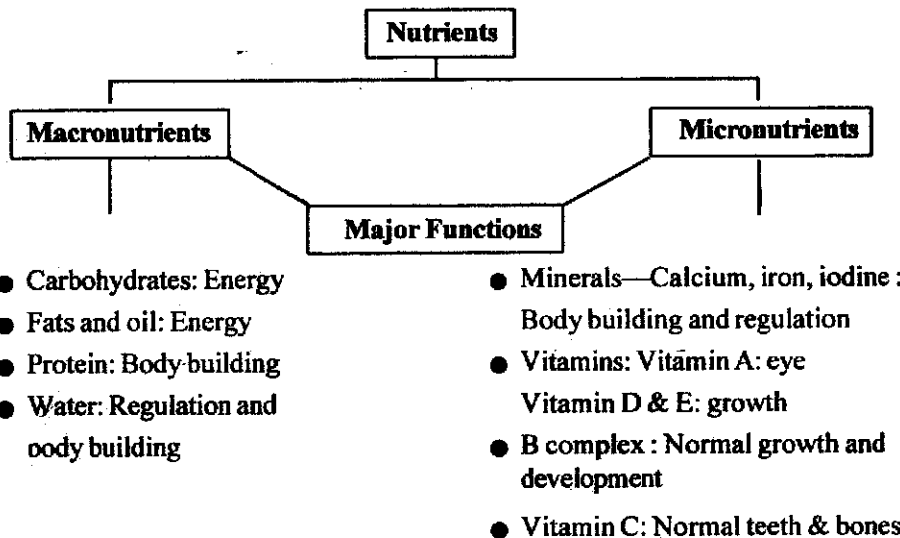 Nutrients
Macronutrients
Micronutrients
Major Functions
● Carbohydrates: Energy
● Fats and oil: Energy
● Protein: Body building
● Water: Regulation and
body building
● Minerals—Calcium, iron, iodine :
Body building and regulation
● Vitamins: Vitamin A: eye
Vitamin D & E: growth
● B complex : Normal growth and
development
● Vitamin C: Normal teeth & bones